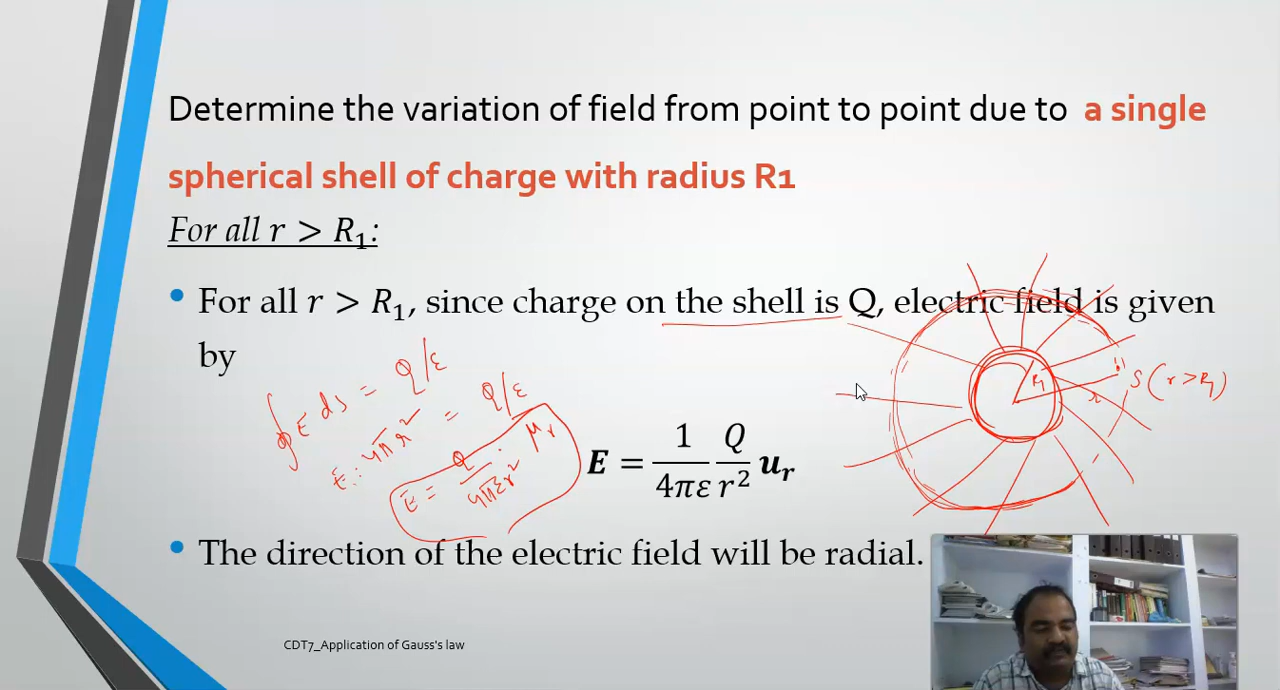 Determine the variation of field from point to point due to a single
spherical shell of charge with radius R1
For all r > R₁:
• For all r > R₁, since charge on the shell is Q, electric field is given
by
∮ E ds = Q/ε
E · 4πr² = Q/ε
E = Q/4πεr² · μr
E = 1/4πε Q/r² uᵣ
R₁
r
S (r > R₁)
• The direction of the electric field will be radial.
CDT7_Application of Gauss's law